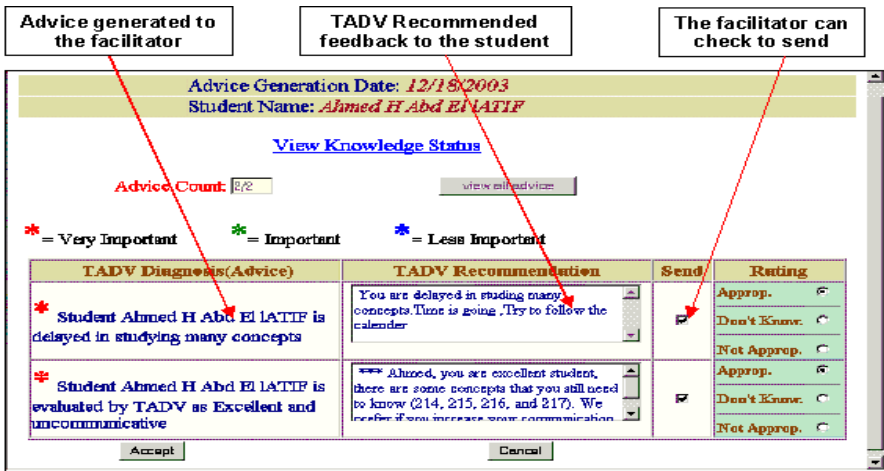 Advice generated to
the facilitator
TADV Recommended
feedback to the student
The facilitator can
check to send
Advice Generation Date: 12/18/2003
Student Name: Ahmed H Abd El lATIF
View Knowledge Status
Advice Count: 2/2
view all advice
* = Very Important * = Important * = Less Important
TADV Diagnosis(Advice) TADV Recommendation Send Rating
* Student Ahmed H Abd El lATIF is
delayed in studying many concepts
You are delayed in studing many
concepts.Time is going ,Try to follow the
calender
Approp.
Don't Know.
Not Approp.
* Student Ahmed H Abd El lATIF is
evaluated by TADV as Excellent and
uncommunicative
*** Ahmed, you are excellent student,
there are some concepts that you still need
to know (214, 215, 216, and 217). We
prefer if you increase your communication
Approp.
Don't Know.
Not Approp.
Accept Cancel